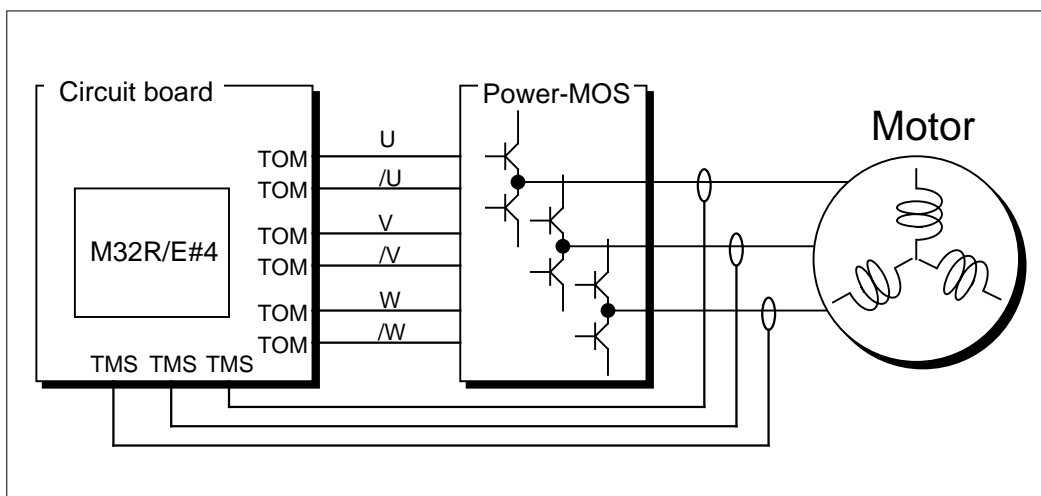 Circuit board
Power-MOS
Motor
TOM
U
TOM
/U
M32R/E#4
TOM
V
TOM
/V
TOM
W
TOM
/W
TMS TMS TMS